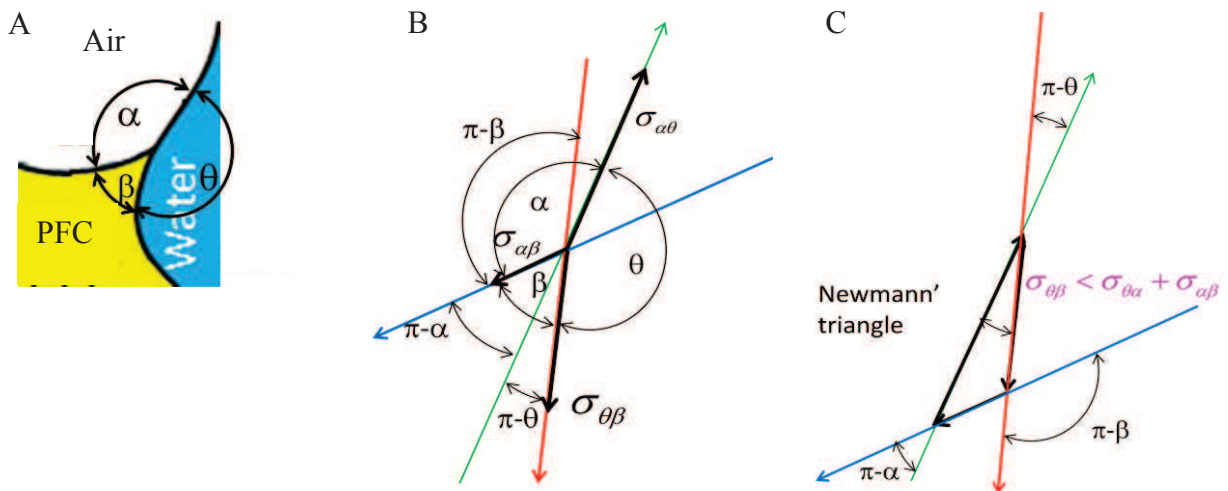 A
Air
α
β
θ
PFC
Water
B
π-β
σαθ
α
σαβ
θ
β
π-α
π-θ
σθβ
C
π-θ
σθβ < σθα + σαβ
Newmann'
triangle
π-β
π-α